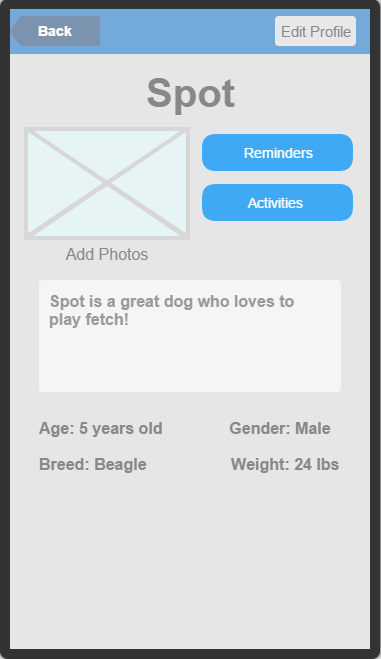 Back
Edit Profile
Spot
Reminders
Activities
Add Photos
Spot is a great dog who loves to
play fetch!
Age: 5 years old
Gender: Male
Breed: Beagle
Weight: 24 lbs